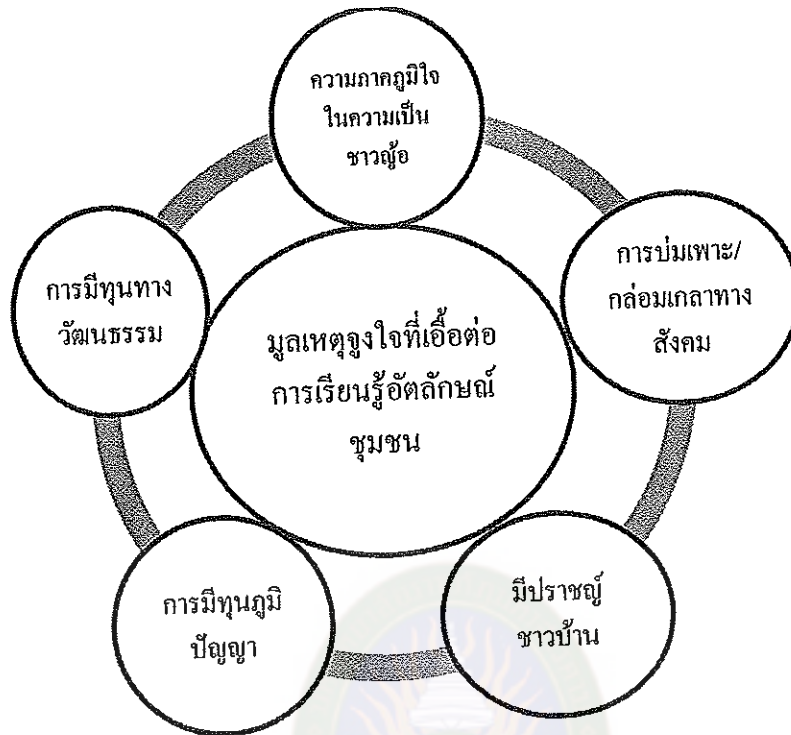 ความภาคภูมิใจ
ในความเป็น
ชาวญ้อ
การบ่มเพาะ/
กล่อมเกลาทาง
สังคม
มีปราชญ์
ชาวบ้าน
การมีทุนภูมิ
ปัญญา
การมีทุนทาง
วัฒนธรรม
มูลเหตุจูงใจที่เอื้อต่อ
การเรียนรู้อัตลักษณ์
ชุมชน